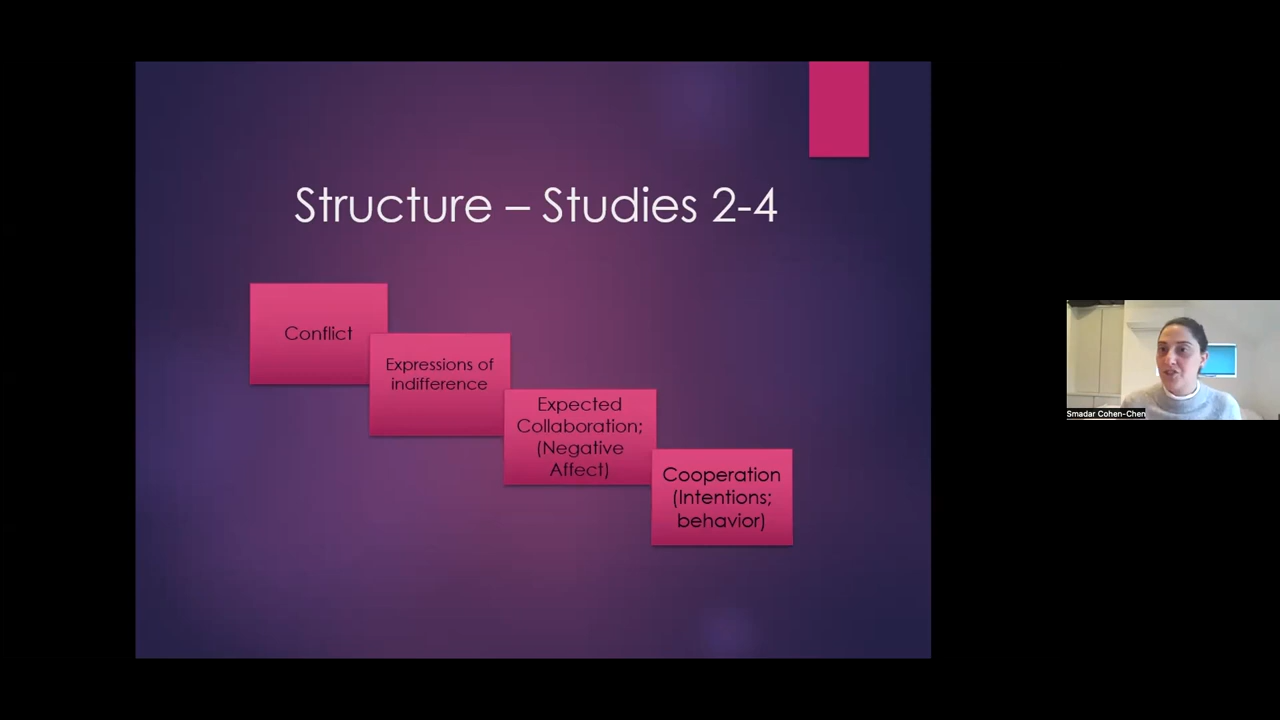 Structure – Studies 2-4
Conflict
Expressions of
indifference
Expected
Collaboration;
(Negative
Affect)
Cooperation
(Intentions;
behavior)
Smadar Cohen-Chen